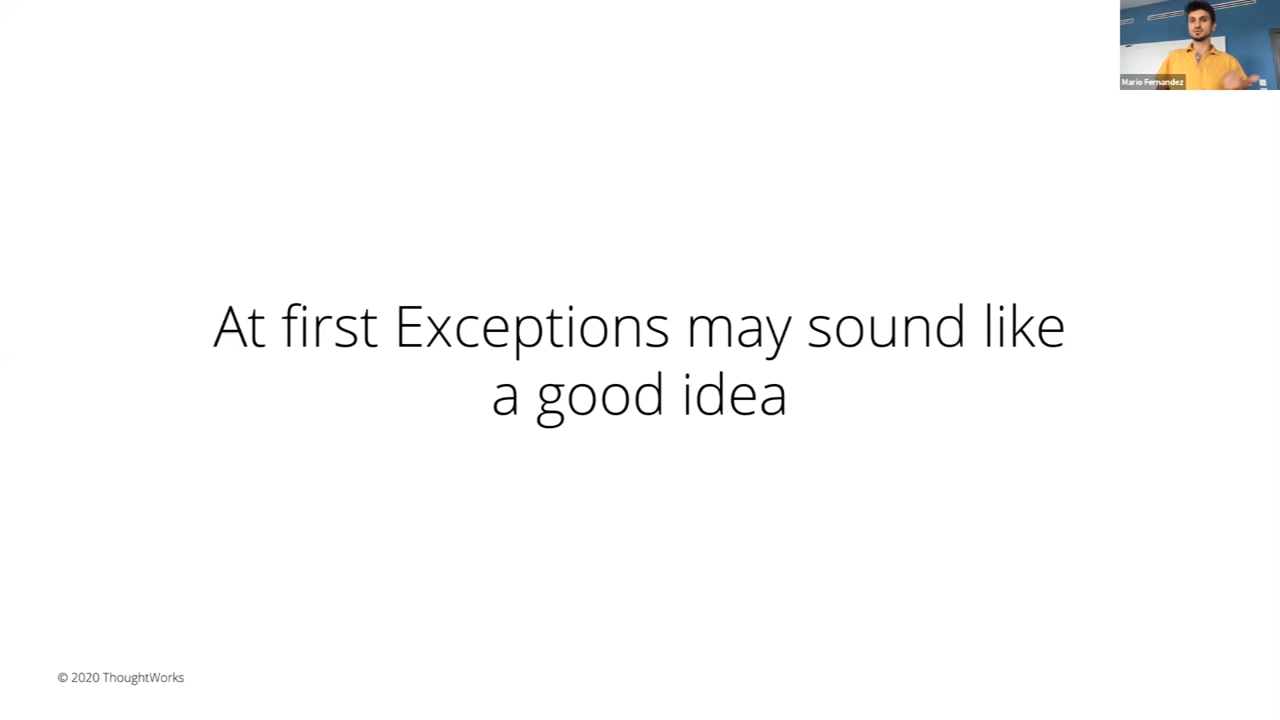 Mario Fernandez
At first Exceptions may sound like
a good idea
© 2020 ThoughtWorks